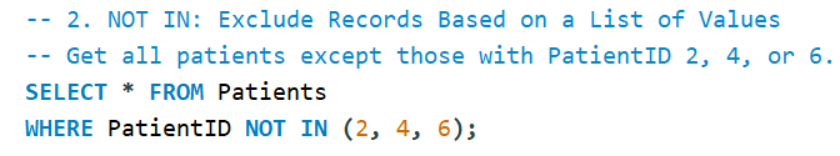 -- 2. NOT IN: Exclude Records Based on a List of Values
-- Get all patients except those with PatientID 2, 4, or 6.
SELECT * FROM Patients
WHERE PatientID NOT IN (2, 4, 6);